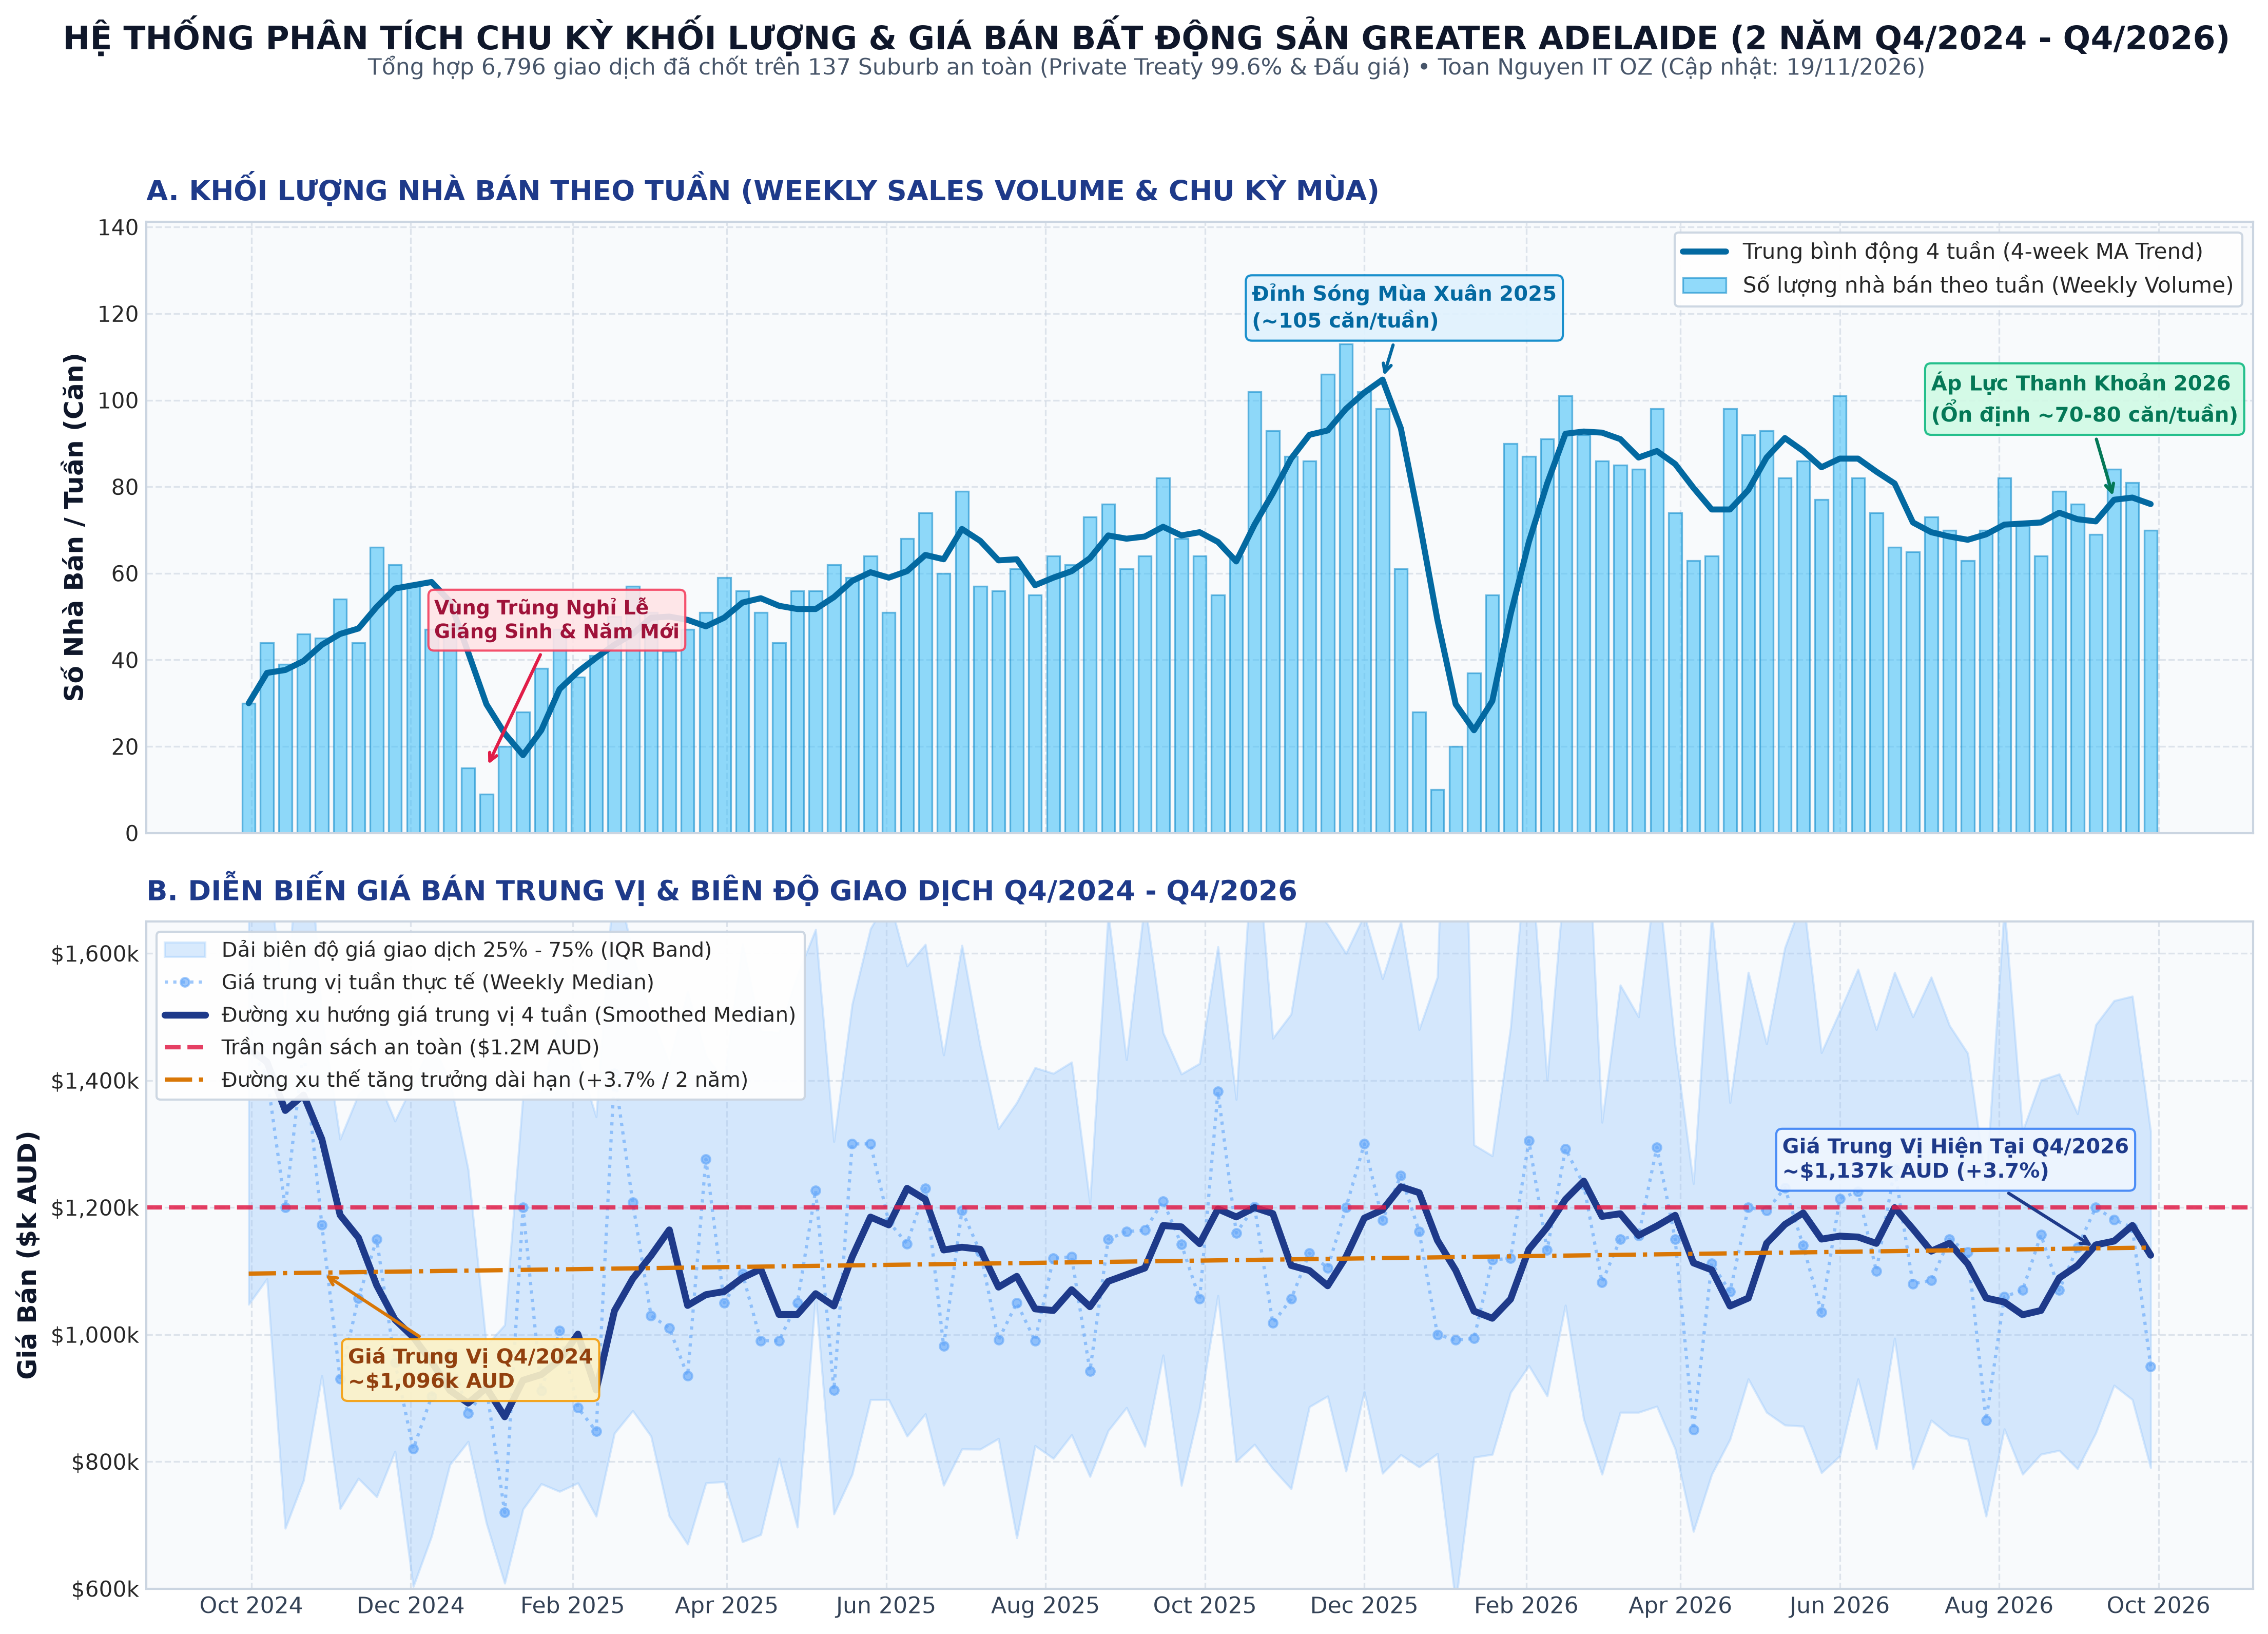 HỆ THỐNG PHÂN TÍCH CHU KỲ KHỐI LƯỢNG & GIÁ BÁN BẤT ĐỘNG SẢN GREATER ADELAIDE (2 NĂM Q4/2024 - Q4/2026)
Tổng hợp 6,796 giao dịch đã chốt trên 137 Suburb an toàn (Private Treaty 99.6% & Đấu giá) • Toan Nguyen IT OZ (Cập nhật: 19/11/2026)
A. KHỐI LƯỢNG NHÀ BÁN THEO TUẦN (WEEKLY SALES VOLUME & CHU KỲ MÙA)
Số Nhà Bán / Tuần (Căn)
140
120
100
80
60
40
20
0
Trung bình động 4 tuần (4-week MA Trend)
Số lượng nhà bán theo tuần (Weekly Volume)
Đỉnh Sóng Mùa Xuân 2025
(~105 căn/tuần)
Áp Lực Thanh Khoản 2026
(Ổn định ~70-80 căn/tuần)
Vùng Trũng Nghỉ Lễ
Giáng Sinh & Năm Mới
B. DIỄN BIẾN GIÁ BÁN TRUNG VỊ & BIÊN ĐỘ GIAO DỊCH Q4/2024 - Q4/2026
Giá Bán ($k AUD)
$1,600k
$1,400k
$1,200k
$1,000k
$800k
$600k
Dải biên độ giá giao dịch 25% - 75% (IQR Band)
Giá trung vị tuần thực tế (Weekly Median)
Đường xu hướng giá trung vị 4 tuần (Smoothed Median)
Trần ngân sách an toàn ($1.2M AUD)
Đường xu thế tăng trưởng dài hạn (+3.7% / 2 năm)
Giá Trung Vị Hiện Tại Q4/2026
~$1,137k AUD (+3.7%)
Giá Trung Vị Q4/2024
~$1,096k AUD
Oct 2024
Dec 2024
Feb 2025
Apr 2025
Jun 2025
Aug 2025
Oct 2025
Dec 2025
Feb 2026
Apr 2026
Jun 2026
Aug 2026
Oct 2026